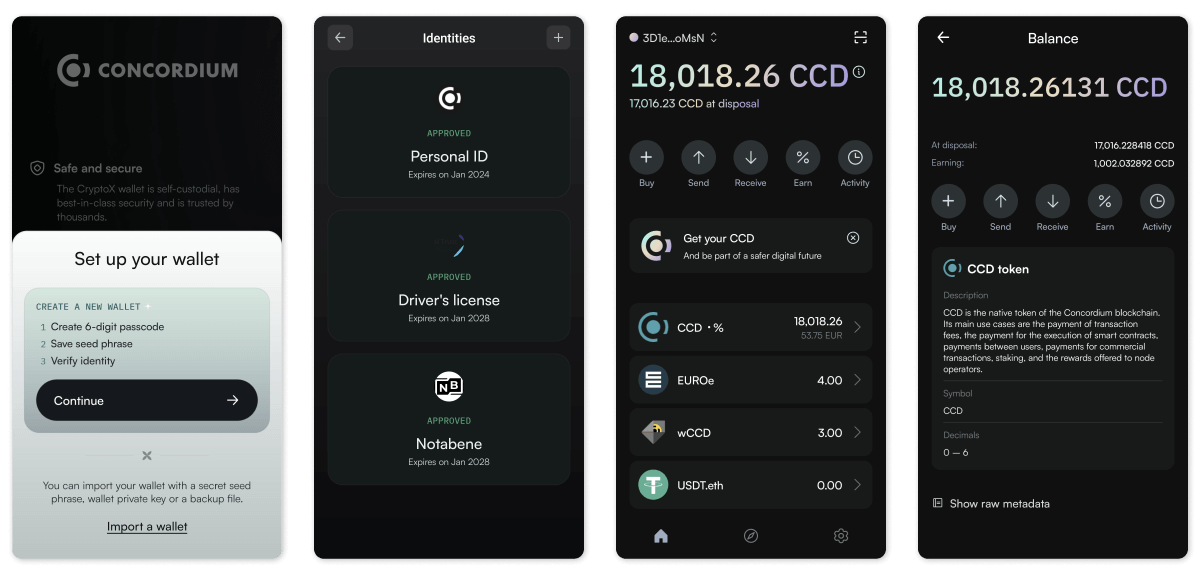 CONCORDIUM
Safe and secure
The CryptoX wallet is self-custodial, has
best-in-class security and is trusted by
thousands.
Set up your wallet
CREATE A NEW WALLET
1 Create 6-digit passcode
2 Save seed phrase
3 Verify identity
Continue
You can import your wallet with a secret seed
phrase, wallet private key or a backup file.
Import a wallet
Identities
APPROVED
Personal ID
Expires on Jan 2024
APPROVED
Driver's license
Expires on Jan 2028
NB
APPROVED
Notabene
Expires on Jan 2028
3D1e...oMsN
18,018.26 CCD
17,016.23 CCD at disposal
Buy Send Receive Earn Activity
Get your CCD
And be part of a safer digital future
CCD · % 18,018.26
53.75 EUR
EUROe 4.00
wCCD 3.00
USDT.eth 0.00
Balance
18,018.26131 CCD
At disposal: 17,016.228418 CCD
Earning: 1,002.032892 CCD
Buy Send Receive Earn Activity
CCD token
Description
CCD is the native token of the Concordium blockchain.
Its main use cases are the payment of transaction
fees, the payment for the execution of smart contracts,
payments between users, payments for commercial
transactions, staking, and the rewards offered to node
operators.
Symbol
CCD
Decimals
0 – 6
Show raw metadata